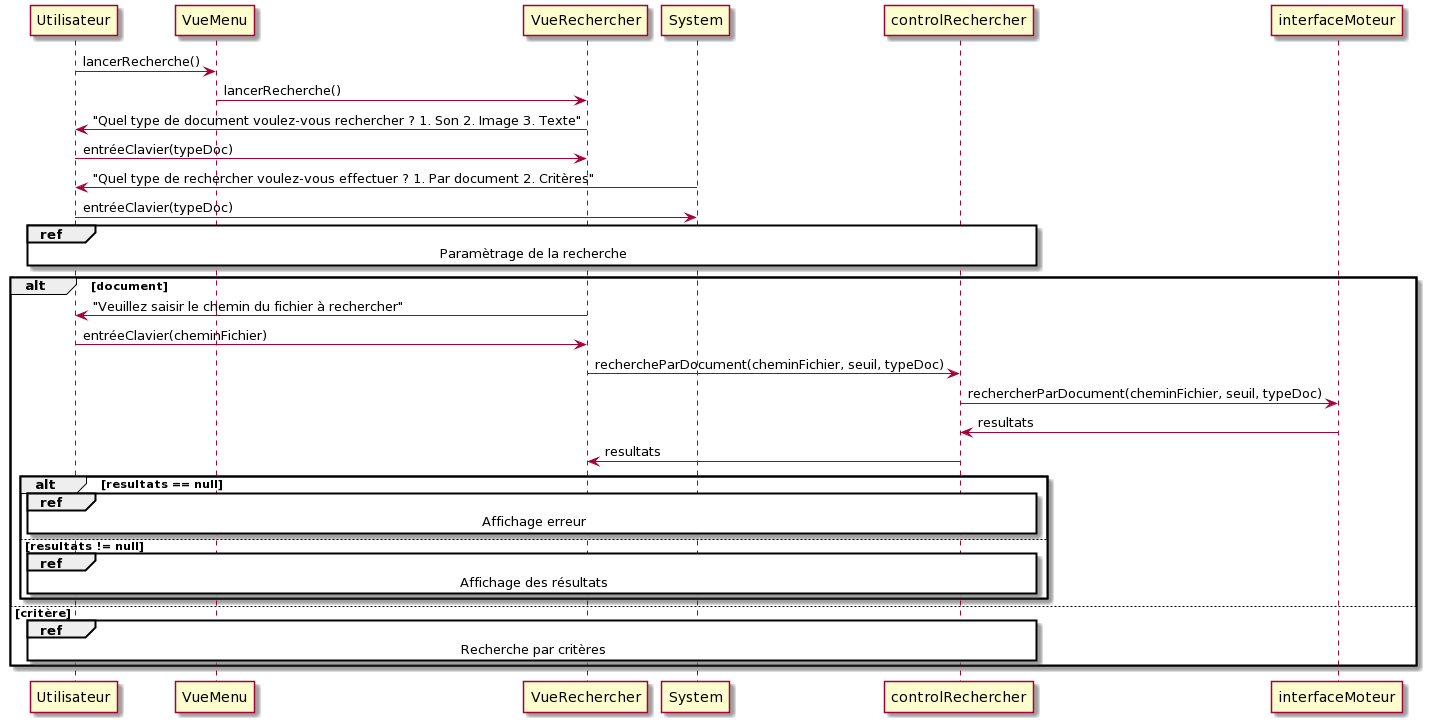 Utilisateur VueMenu VueRechercher System controlRechercher interfaceMoteur
lancerRecherche()
lancerRecherche()
"Quel type de document voulez-vous rechercher ? 1. Son 2. Image 3. Texte"
entréeClavier(typeDoc)
"Quel type de rechercher voulez-vous effectuer ? 1. Par document 2. Critères"
entréeClavier(typeDoc)
ref
Paramètrage de la recherche
alt [document]
"Veuillez saisir le chemin du fichier à rechercher"
entréeClavier(cheminFichier)
rechercheParDocument(cheminFichier, seuil, typeDoc)
rechercherParDocument(cheminFichier, seuil, typeDoc)
resultats
resultats
alt [resultats == null]
ref
Affichage erreur
[resultats != null]
ref
Affichage des résultats
[critère]
ref
Recherche par critères
Utilisateur VueMenu VueRechercher System controlRechercher interfaceMoteur